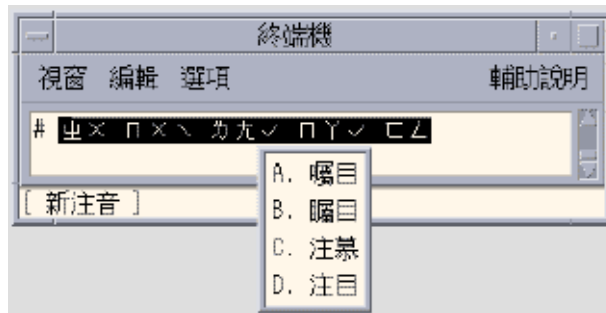 終端機
視窗 編輯 選項 輔助說明
# ㄓㄨ ㄇㄨˋ ㄌㄤˇ ㄇㄚˇ ㄈㄥ
A. 囑目
B. 矚目
C. 注慕
D. 注目
[ 新注音 ]